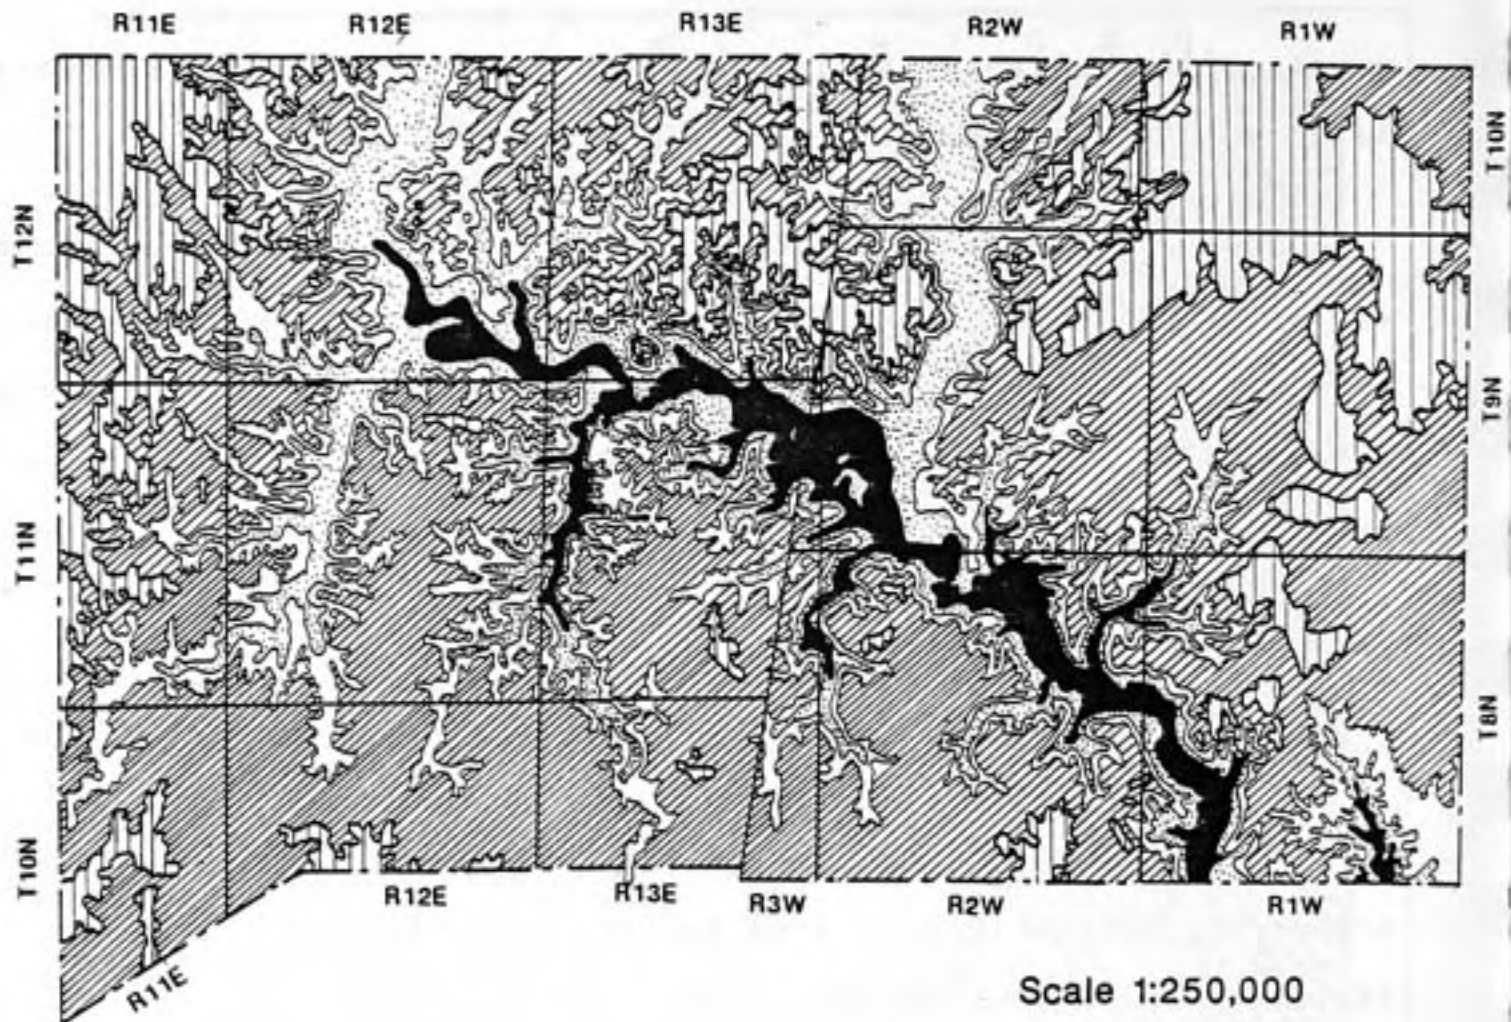 R11E R12E R13E R2W R1W
T12N
T11N
T10N
T10N
T9N
T8N
R11E R12E R13E R3W R2W R1W
Scale 1:250,000